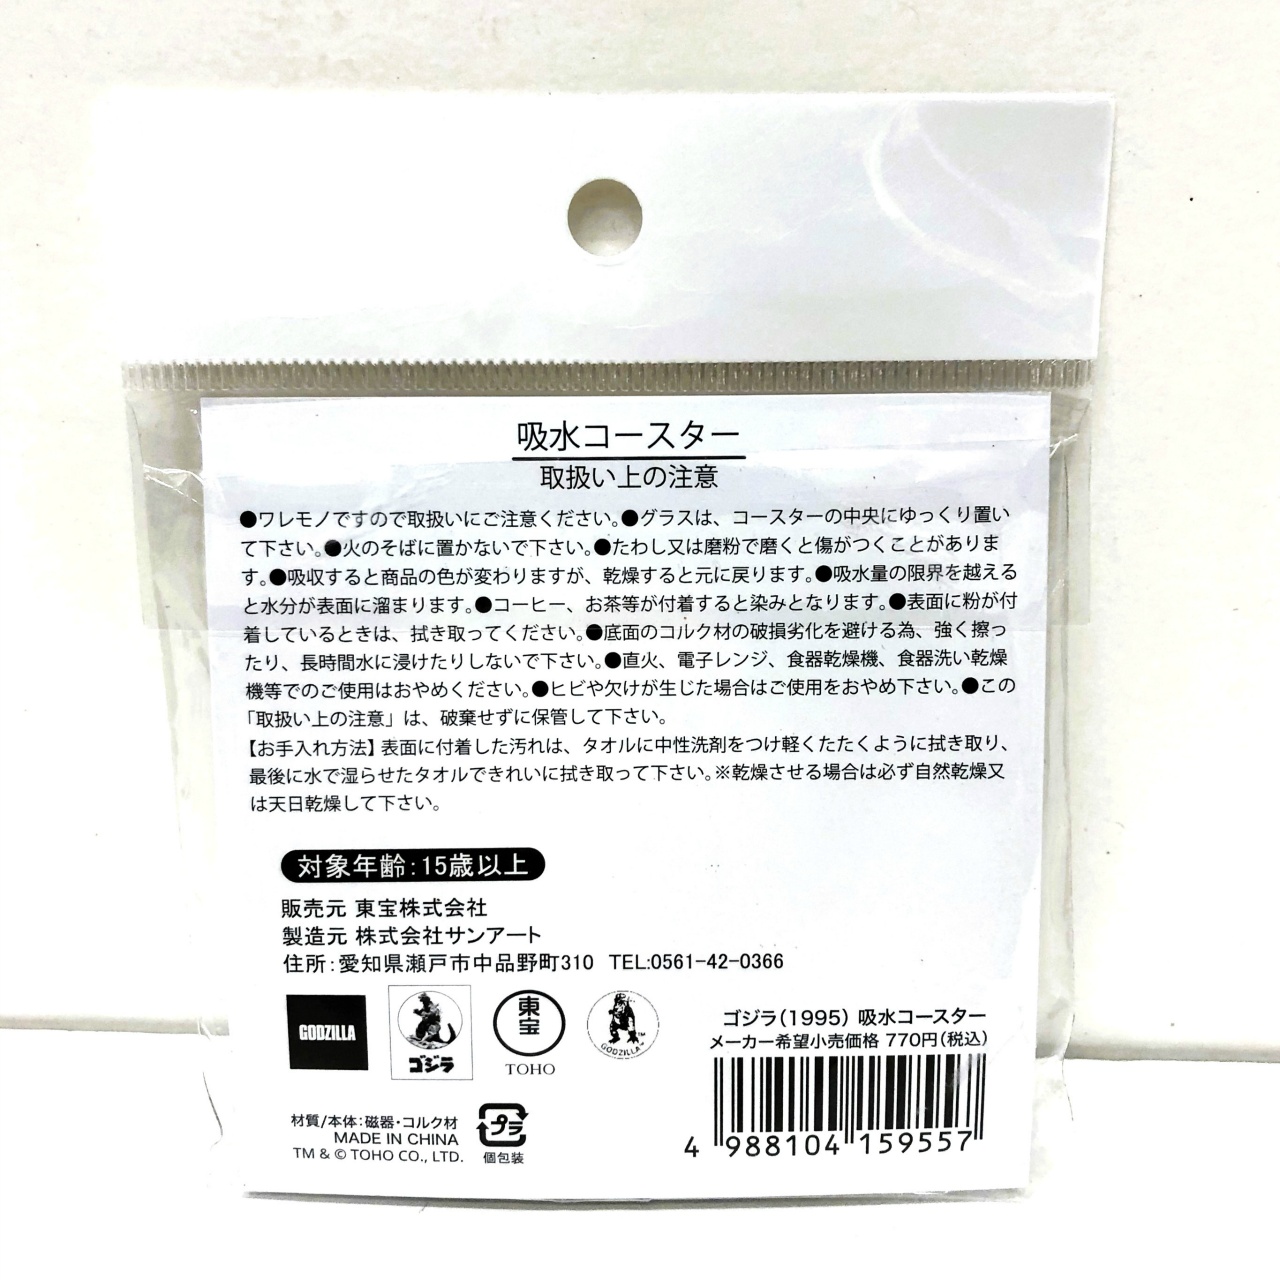 吸水コースター
取扱い上の注意
●ワレモノですので取扱いにご注意ください。●グラスは、コースターの中央にゆっくり置い
て下さい。●火のそばに置かないで下さい。●たわし又は磨粉で磨くと傷がつくことがありま
す。●吸収すると商品の色が変わりますが、乾燥すると元に戻ります。●吸水量の限界を越える
と水分が表面に溜まります。●コーヒー、お茶等が付着すると染みとなります。●表面に粉が付
着しているときは、拭き取ってください。●底面のコルク材の破損劣化を避ける為、強く擦っ
たり、長時間水に浸けたりしないで下さい。●直火、電子レンジ、食器乾燥機、食器洗い乾燥
機等でのご使用はおやめください。●ヒビや欠けが生じた場合はご使用をおやめ下さい。●この
「取扱い上の注意」は、破棄せずに保管して下さい。
【お手入れ方法】表面に付着した汚れは、タオルに中性洗剤をつけ軽くたたくように拭き取り、
最後に水で湿らせたタオルできれいに拭き取って下さい。※乾燥させる場合は必ず自然乾燥又
は天日乾燥して下さい。
対象年齢:15歳以上
販売元 東宝株式会社
製造元 株式会社サンアート
住所:愛知県瀬戸市中品野町310 TEL:0561-42-0366
GODZILLA
ゴジラ
東宝
TOHO
GODZILLA
TM
ゴジラ(1995) 吸水コースター
メーカー希望小売価格 770円(税込)
4 988104 159557
材質/本体:磁器・コルク材
MADE IN CHINA
TM & © TOHO CO., LTD.
プラ
個包装